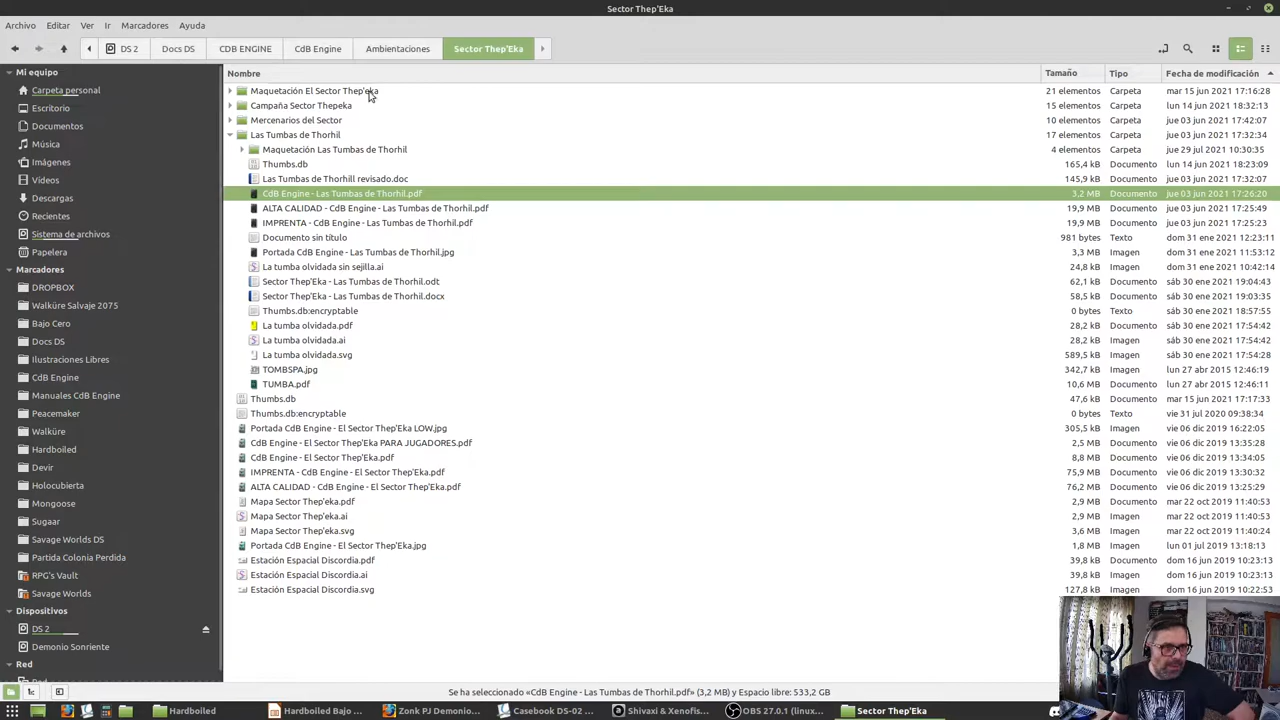 Sector Thep'Eka
Archivo Editar Ver Ir Marcadores Ayuda
DS 2 Docs DS CDB ENGINE CdB Engine Ambientaciones Sector Thep'Eka
Mi equipo
Carpeta personal
Escritorio
Documentos
Música
Imágenes
Vídeos
Descargas
Recientes
Sistema de archivos
Papelera
Marcadores
DROPBOX
Walküre Salvaje 2075
Bajo Cero
Docs DS
Ilustraciones Libres
CdB Engine
Manuales CdB Engine
Peacemaker
Walküre
Hardboiled
Devir
Holocubierta
Mongoose
Sugaar
Savage Worlds DS
Partida Colonia Perdida
RPG's Vault
Savage Worlds
Dispositivos
DS 2
Demonio Sonriente
Red
Nombre Tamaño Tipo Fecha de modificación
Maquetación El Sector Thep'eka 21 elementos Carpeta mar 15 jun 2021 17:16:28
Campaña Sector Thepeka 15 elementos Carpeta lun 14 jun 2021 18:32:13
Mercenarios del Sector 10 elementos Carpeta jue 03 jun 2021 17:42:07
Las Tumbas de Thorhil 17 elementos Carpeta jue 03 jun 2021 17:32:34
Maquetación Las Tumbas de Thorhil 4 elementos Carpeta jue 29 jul 2021 10:30:35
Thumbs.db 165,4 kB Documento lun 14 jun 2021 18:23:09
Las Tumbas de Thorhill revisado.doc 145,9 kB Documento jue 03 jun 2021 17:32:07
CdB Engine - Las Tumbas de Thorhil.pdf 3,2 MB Documento jue 03 jun 2021 17:26:20
ALTA CALIDAD - CdB Engine - Las Tumbas de Thorhil.pdf 19,9 MB Documento jue 03 jun 2021 17:25:49
IMPRENTA - CdB Engine - Las Tumbas de Thorhil.pdf 19,9 MB Documento jue 03 jun 2021 17:25:23
Documento sin título 981 bytes Texto dom 31 ene 2021 12:23:11
Portada CdB Engine - Las Tumbas de Thorhil.jpg 3,3 MB Imagen dom 31 ene 2021 11:53:12
La tumba olvidada sin sejilla.ai 24,8 kB Imagen dom 31 ene 2021 10:42:14
Sector Thep'Eka - Las Tumbas de Thorhil.odt 62,1 kB Documento sáb 30 ene 2021 19:04:43
Sector Thep'Eka - Las Tumbas de Thorhil.docx 58,5 kB Documento sáb 30 ene 2021 19:03:35
Thumbs.db:encryptable 0 bytes Texto sáb 30 ene 2021 18:57:55
La tumba olvidada.pdf 28,2 kB Documento sáb 30 ene 2021 17:54:42
La tumba olvidada.ai 28,2 kB Imagen sáb 30 ene 2021 17:54:42
La tumba olvidada.svg 589,5 kB Imagen sáb 30 ene 2021 17:54:28
TOMBSPA.jpg 342,7 kB Imagen lun 27 abr 2015 12:46:19
TUMBA.pdf 10,6 MB Documento lun 27 abr 2015 12:46:11
Thumbs.db 47,6 kB Documento mar 15 jun 2021 17:17:33
Thumbs.db:encryptable 0 bytes Texto vie 31 jul 2020 09:38:34
Portada CdB Engine - El Sector Thep'Eka LOW.jpg 305,5 kB Imagen vie 06 dic 2019 16:22:05
CdB Engine - El Sector Thep'Eka PARA JUGADORES.pdf 2,5 MB Documento vie 06 dic 2019 13:35:28
CdB Engine - El Sector Thep'Eka.pdf 8,8 MB Documento vie 06 dic 2019 13:34:05
IMPRENTA - CdB Engine - El Sector Thep'Eka.pdf 75,9 MB Documento vie 06 dic 2019 13:30:32
ALTA CALIDAD - CdB Engine - El Sector Thep'Eka.pdf 76,2 MB Documento vie 06 dic 2019 13:25:29
Mapa Sector Thep'eka.pdf 2,9 MB Documento mar 22 oct 2019 11:40:53
Mapa Sector Thep'eka.ai 2,9 MB Imagen mar 22 oct 2019 11:40:53
Mapa Sector Thep'eka.svg 3,6 MB Imagen mar 22 oct 2019 11:40:24
Portada CdB Engine - El Sector Thep'Eka.jpg 1,8 MB Imagen lun 01 jul 2019 13:18:13
Estación Espacial Discordia.pdf 39,8 kB Documento dom 16 jun 2019 10:23:13
Estación Espacial Discordia.ai 39,8 kB Imagen dom 16 jun 2019 10:23:13
Estación Espacial Discordia.svg 127,8 kB Imagen dom 16 jun 2019 10:22:53
Se ha seleccionado «CdB Engine - Las Tumbas de Thorhil.pdf» (3,2 MB) y Espacio libre: 533,2 GB
Hardboiled Hardboiled Bajo ... Zonk PJ Demonio... Casebook DS-02 ... Shivaxi & Xenofis... OBS 27.0.1 (linux... Sector Thep'Eka